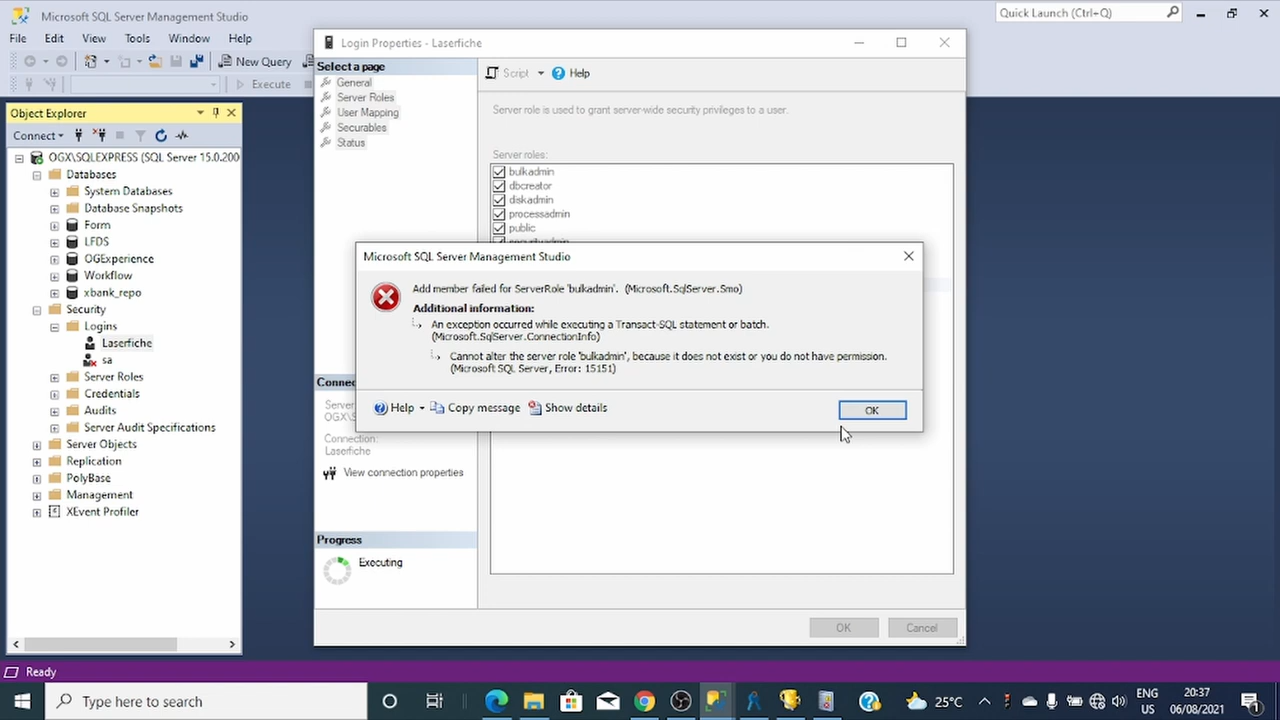 Microsoft SQL Server Management Studio
Quick Launch (Ctrl+Q)
File Edit View Tools Window Help
New Query
Execute
Object Explorer
Connect
OGX\SQLEXPRESS (SQL Server 15.0.200
Databases
System Databases
Database Snapshots
Form
LFDS
OGExperience
Workflow
xbank_repo
Security
Logins
Laserfiche
sa
Server Roles
Credentials
Audits
Server Audit Specifications
Server Objects
Replication
PolyBase
Management
XEvent Profiler
Login Properties - Laserfiche
Select a page
General
Server Roles
User Mapping
Securables
Status
Script Help
Server role is used to grant server-wide security privileges to a user.
Server roles:
bulkadmin
dbcreator
diskadmin
processadmin
public
securityadmin
Microsoft SQL Server Management Studio
Add member failed for ServerRole 'bulkadmin'. (Microsoft.SqlServer.Smo)
Additional information:
An exception occurred while executing a Transact-SQL statement or batch.
(Microsoft.SqlServer.ConnectionInfo)
Cannot alter the server role 'bulkadmin', because it does not exist or you do not have permission.
(Microsoft SQL Server, Error: 15151)
Help Copy message Show details
OK
Connec
Server
OGX\S
Connection:
Laserfiche
View connection properties
Progress
Executing
OK Cancel
Ready
Type here to search
25°C
ENG
US
20:37
06/08/2021
1